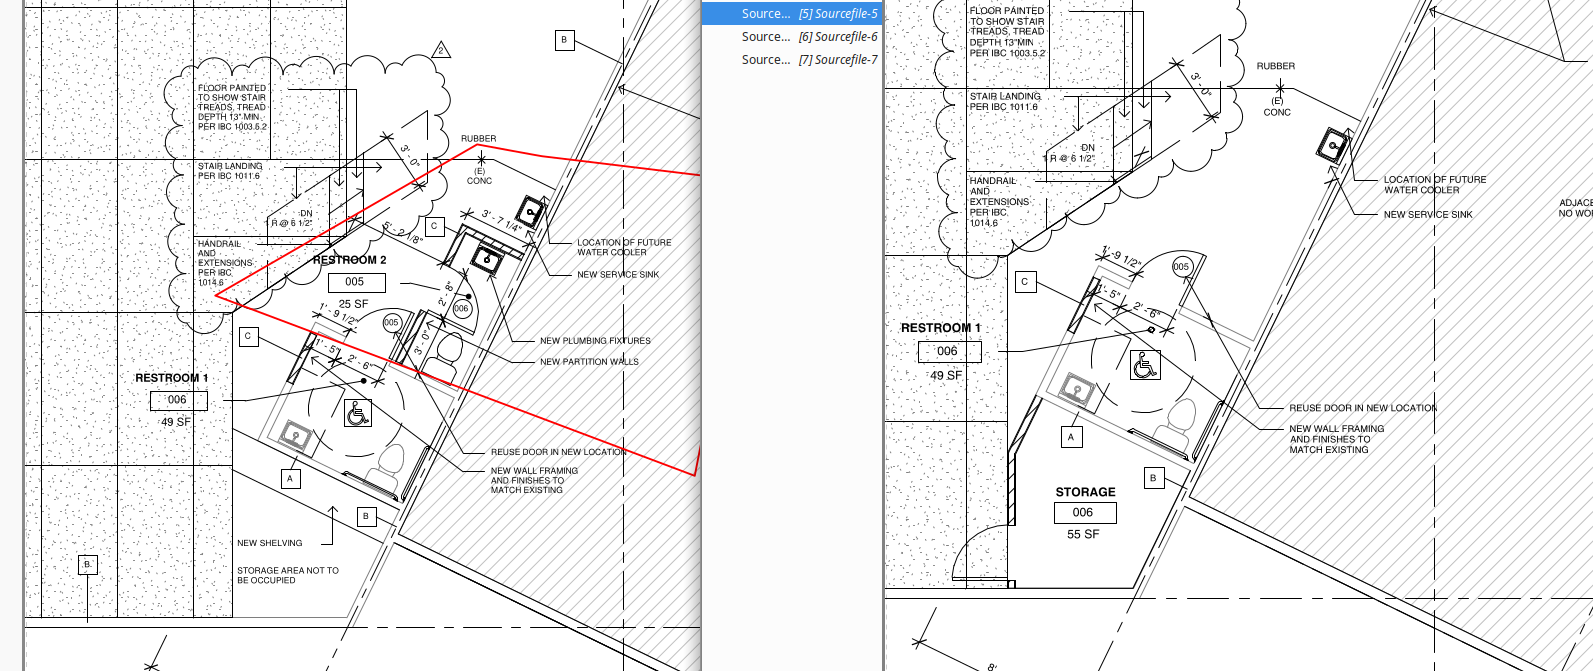 2
B
FLOOR PAINTED
TO SHOW STAIR
TREADS, TREAD
DEPTH 13" MIN
PER IBC 1003.5.2
RUBBER
3' - 0"
STAIR LANDING
PER IBC 1011.6
(E)
CONC
DN
1 R @ 6 1/2"
3' - 7 1/4"
C
5' - 2 1/8"
HANDRAIL
AND
EXTENSIONS
PER IBC
1014.6
LOCATION OF FUTURE
WATER COOLER
RESTROOM 2
005
25 SF
NEW SERVICE SINK
2' - 8"
006
1' - 9 1/2"
005
C
3' - 0"
NEW PLUMBING FIXTURES
1' - 5"
2' - 6"
NEW PARTITION WALLS
RESTROOM 1
006
49 SF
REUSE DOOR IN NEW LOCATION
A
NEW WALL FRAMING
AND FINISHES TO
MATCH EXISTING
B
NEW SHELVING
B
STORAGE AREA NOT TO
BE OCCUPIED
Source... [5] Sourcefile-5
Source... [6] Sourcefile-6
Source... [7] Sourcefile-7
FLOOR PAINTED
TO SHOW STAIR
TREADS, TREAD
DEPTH 13"MIN
PER IBC 1003.5.2
RUBBER
3' - 0"
STAIR LANDING
PER IBC 1011.6
(E)
CONC
DN
1 R @ 6 1/2"
HANDRAIL
AND
EXTENSIONS
PER IBC
1014.6
LOCATION OF FUTURE
WATER COOLER
NEW SERVICE SINK
NO WO
1' - 9 1/2"
005
C
1' - 5"
2' - 6"
RESTROOM 1
006
49 SF
REUSE DOOR IN NEW LOCATION
A
NEW WALL FRAMING
AND FINISHES TO
MATCH EXISTING
B
STORAGE
006
55 SF
8'